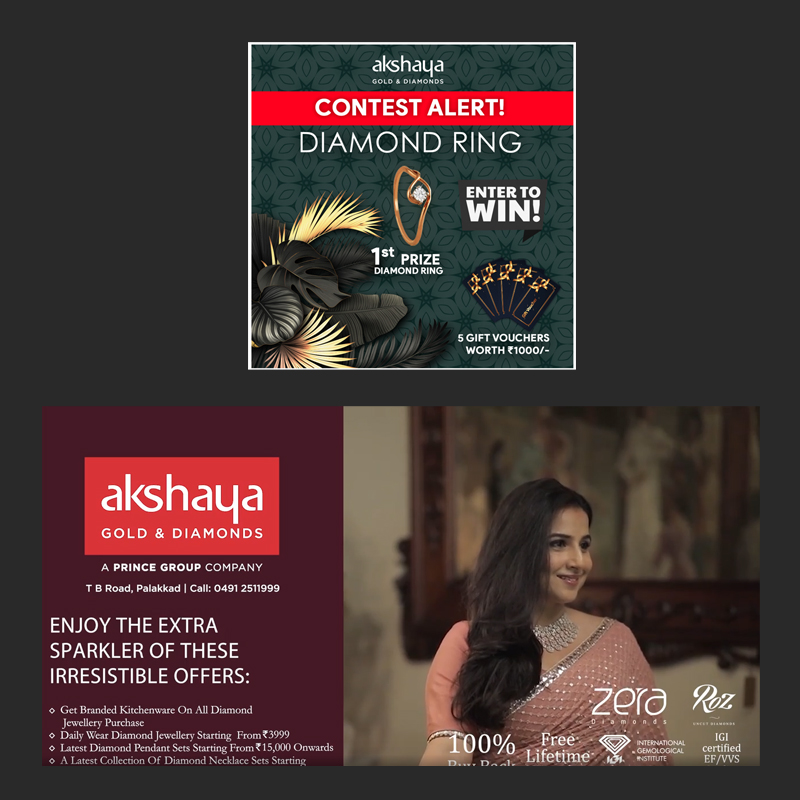 akshaya
GOLD & DIAMONDS
CONTEST ALERT!
DIAMOND RING
ENTER TO
WIN!
1st PRIZE
DIAMOND RING
5 GIFT VOUCHERS
WORTH ₹1000/-
akshaya
GOLD & DIAMONDS
A PRINCE GROUP COMPANY
T B Road, Palakkad | Call: 0491 2511999
ENJOY THE EXTRA
SPARKLER OF THESE
IRRESISTIBLE OFFERS:
Get Branded Kitchenware On All Diamond
Jewellery Purchase
Daily Wear Diamond Jewellery Starting From ₹3999
Latest Diamond Pendant Sets Starting From ₹15,000 Onwards
A Latest Collection Of Diamond Necklace Sets Starting
zera
Diamonds
Roz
UNCUT DIAMONDS
100%
Buy Back
Free
Lifetime
IGI
INTERNATIONAL
GEMOLOGICAL
INSTITUTE
IGI
certified
EF/VVS